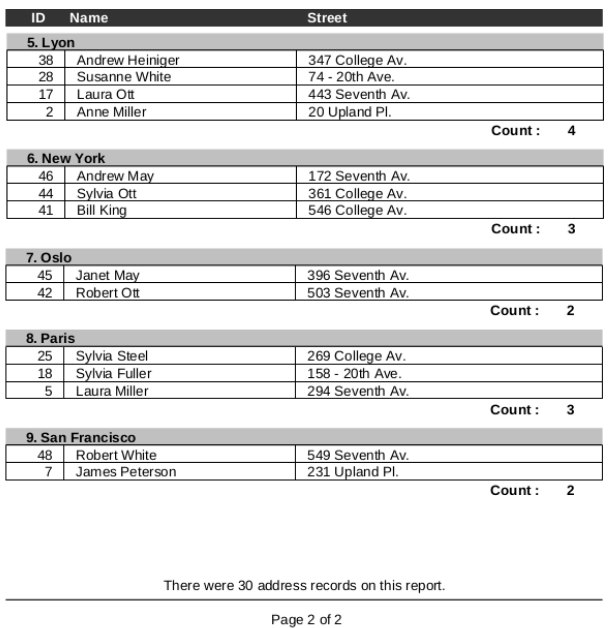 ID Name Street
5. Lyon
38 Andrew Heiniger 347 College Av.
28 Susanne White 74 - 20th Ave.
17 Laura Ott 443 Seventh Av.
2 Anne Miller 20 Upland Pl.
Count : 4
6. New York
46 Andrew May 172 Seventh Av.
44 Sylvia Ott 361 College Av.
41 Bill King 546 College Av.
Count : 3
7. Oslo
45 Janet May 396 Seventh Av.
42 Robert Ott 503 Seventh Av.
Count : 2
8. Paris
25 Sylvia Steel 269 College Av.
18 Sylvia Fuller 158 - 20th Ave.
5 Laura Miller 294 Seventh Av.
Count : 3
9. San Francisco
48 Robert White 549 Seventh Av.
7 James Peterson 231 Upland Pl.
Count : 2
There were 30 address records on this report.
Page 2 of 2